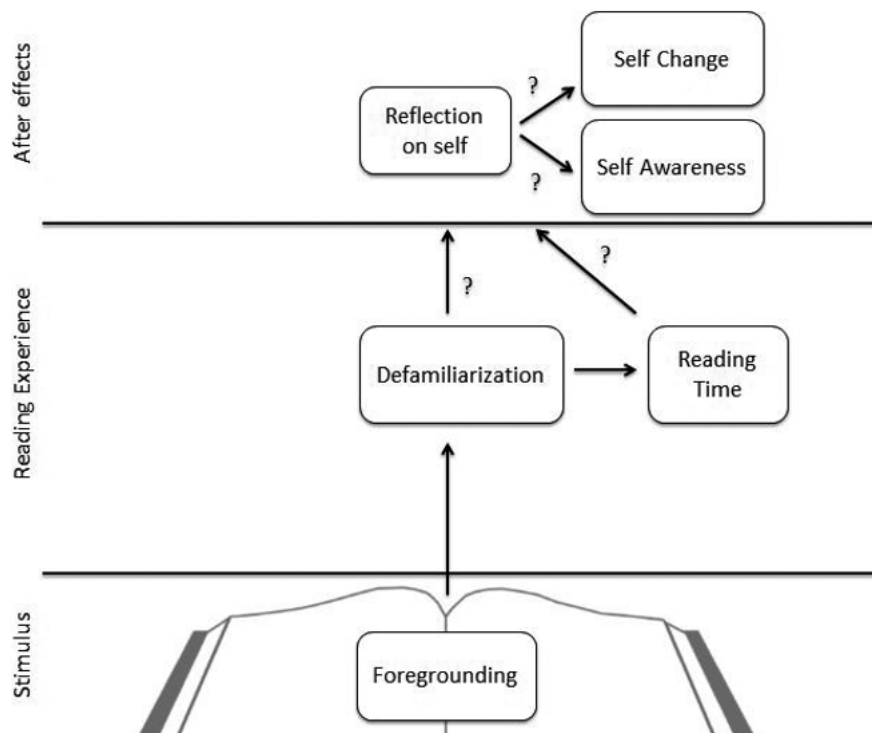 After effects
Self Change
?
Reflection
on self
?
Self Awareness
Reading Experience
?
?
Defamiliarization
Reading
Time
Stimulus
Foregrounding